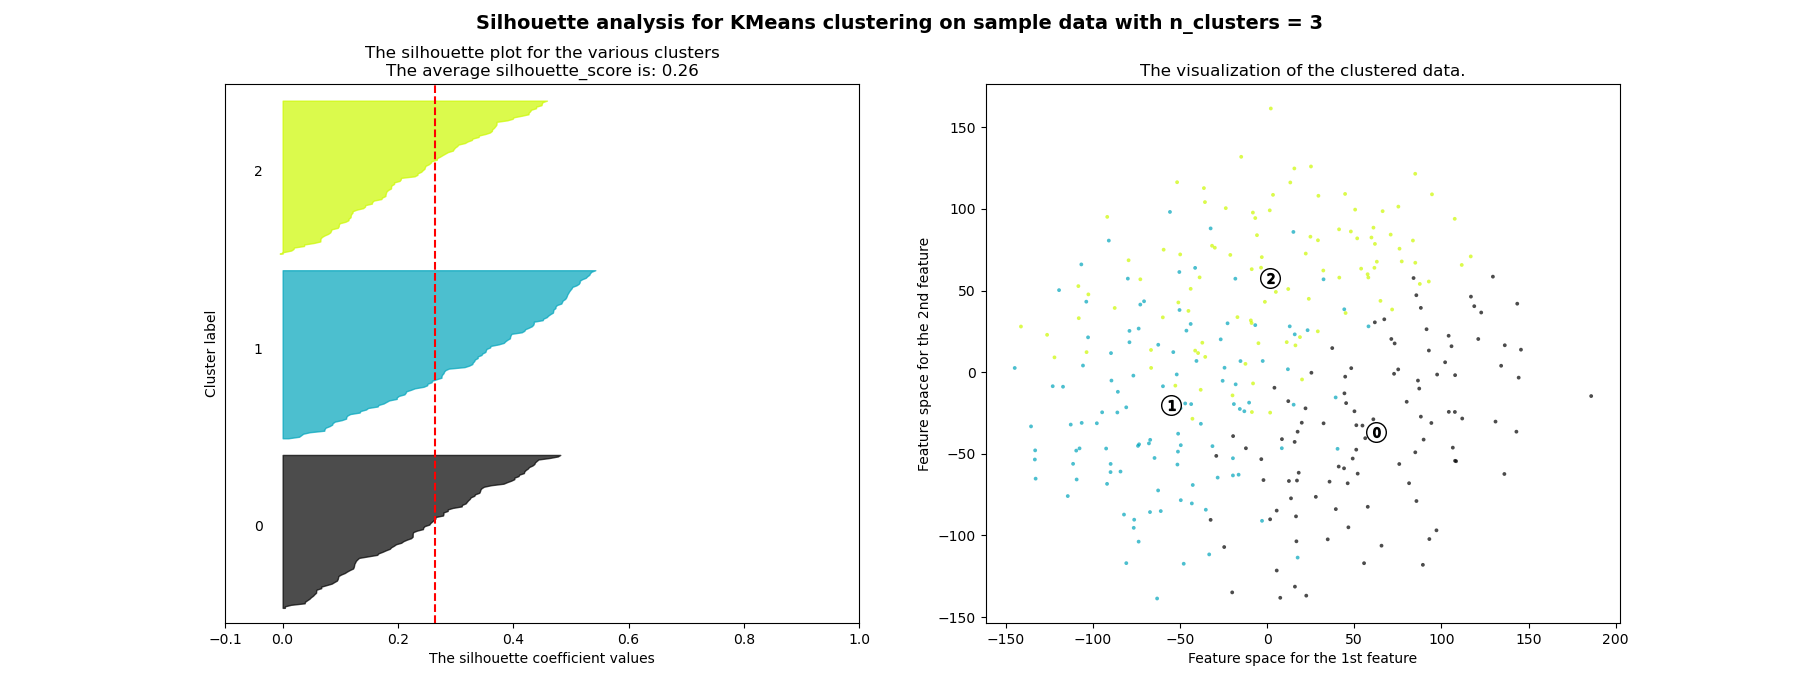 Silhouette analysis for KMeans clustering on sample data with n_clusters = 3
The silhouette plot for the various clusters
The average silhouette_score is: 0.26
Cluster label
2
1
0
−0.1 0.0 0.2 0.4 0.6 0.8 1.0
The silhouette coefficient values
The visualization of the clustered data.
Feature space for the 2nd feature
150
100
50
0
−50
−100
−150
2
1
0
−150 −100 −50 0 50 100 150 200
Feature space for the 1st feature